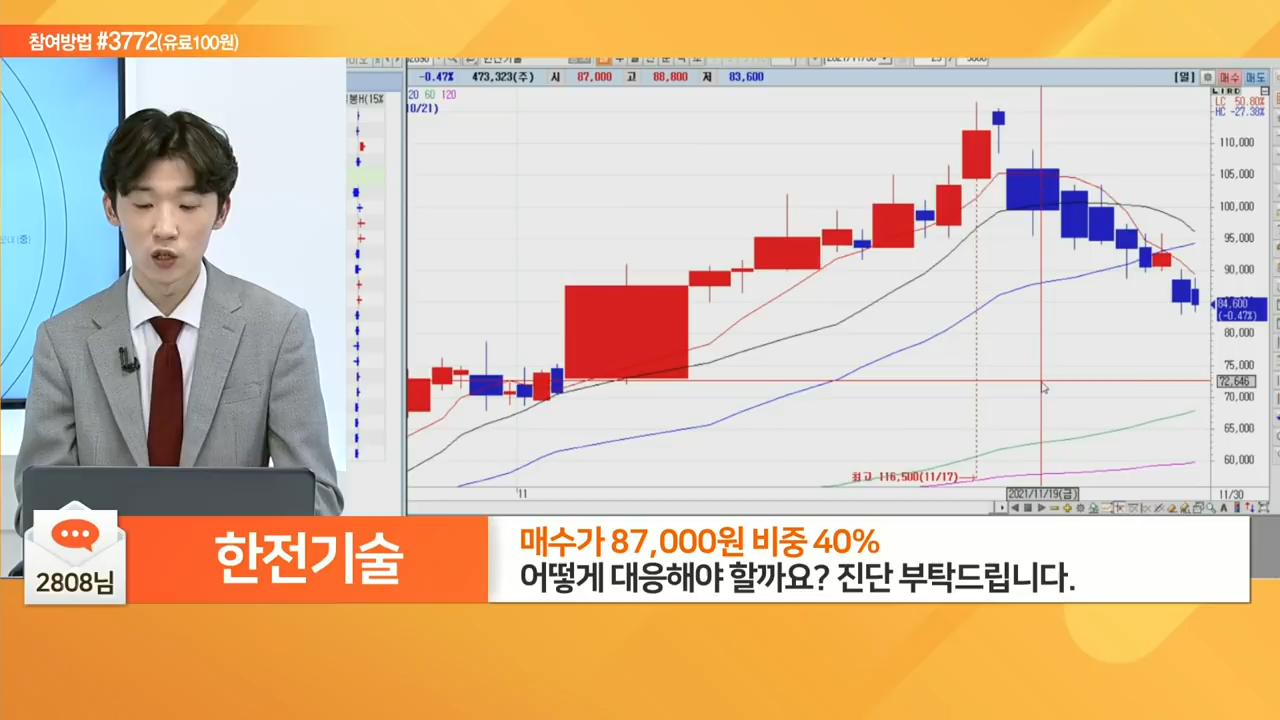 참여방법 #3772(유료100원)
-0.47% 473,323(주) 시 87,000 고 88,800 저 83,600
[일] 매수 매도
봉H(15%
20 60 120
0/21)
LC 50.80%
HC -27.38%
110,000
105,000
100,000
95,000
90,000
84,600
(-0.47%)
80,000
75,000
72,646
70,000
65,000
60,000
최고 116,500(11/17)
'11
2021/11/19(금)
11/30
2808님
한전기술
매수가 87,000원 비중 40%
어떻게 대응해야 할까요? 진단 부탁드립니다.